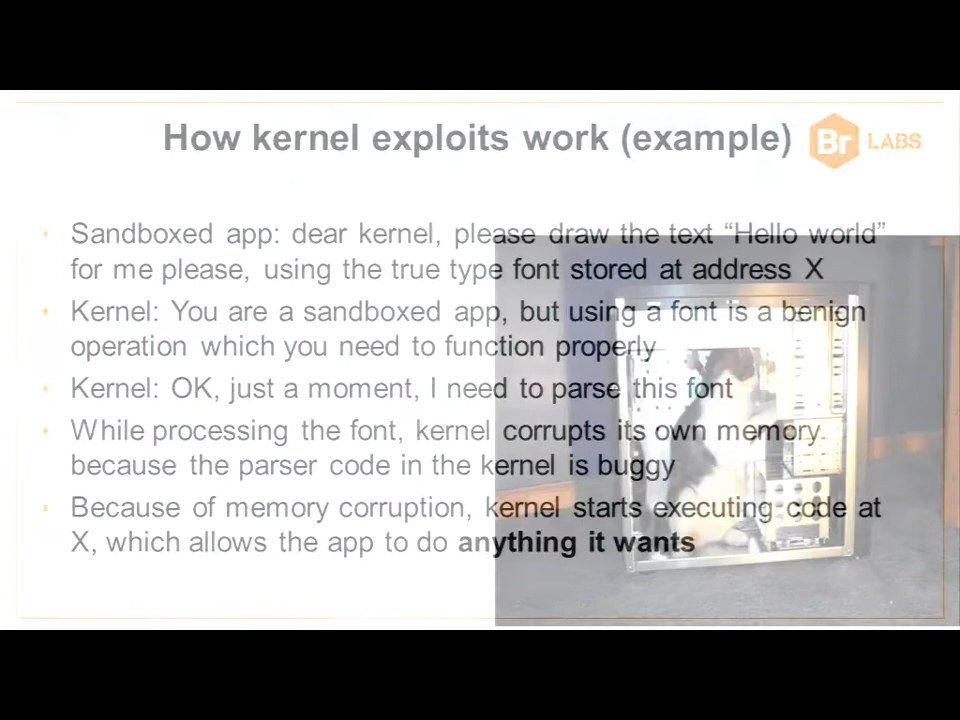 How kernel exploits work (example)
Br LABS
Sandboxed app: dear kernel, please draw the text “Hello world”
for me please, using the true type font stored at address X
Kernel: You are a sandboxed app, but using a font is a benign
operation which you need to function properly
Kernel: OK, just a moment, I need to parse this font
While processing the font, kernel corrupts its own memory
because the parser code in the kernel is buggy
Because of memory corruption, kernel starts executing code at
X, which allows the app to do anything it wants